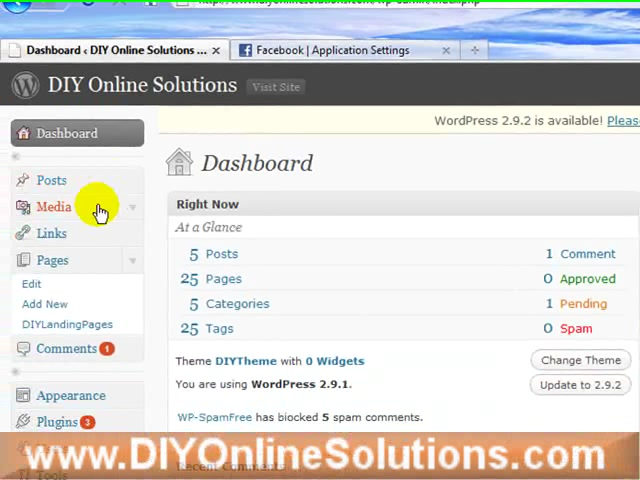 Dashboard ‹ DIY Online Solutions ... ×
Facebook | Application Settings ×
DIY Online Solutions Visit Site
WordPress 2.9.2 is available! Please
Dashboard
Dashboard
Posts
Media
Links
Pages
Edit
Add New
DIYLandingPages
Comments 1
Appearance
Plugins 3
Tools
Right Now
At a Glance
5 Posts 1 Comment
25 Pages 0 Approved
5 Categories 1 Pending
25 Tags 0 Spam
Theme DIYTheme with 0 Widgets Change Theme
You are using WordPress 2.9.1. Update to 2.9.2
WP-SpamFree has blocked 5 spam comments.
Recent Comments
www.DIYOnlineSolutions.com